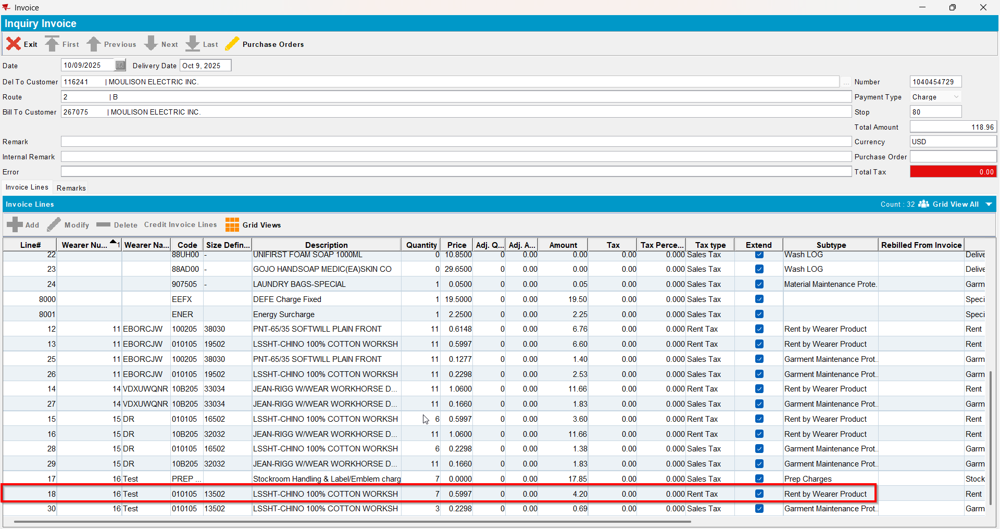 Invoice
Inquiry Invoice
Exit First Previous Next Last Purchase Orders
Date 10/09/2025 Delivery Date Oct 9, 2025
Del To Customer 116241 | MOULISON ELECTRIC INC. ... Number 1040454729
Route 2 | B Payment Type Charge
Bill To Customer 267075 | MOULISON ELECTRIC INC. Stop 80
Total Amount 118.96
Remark Currency USD
Internal Remark Purchase Order
Error Total Tax 0.00
Invoice Lines Remarks
Invoice Lines Count : 32 Grid View All
Add Modify Delete Credit Invoice Lines Grid Views
Line# Wearer Nu... 1 Wearer Na... Code Size Defin... Description Quantity Price Adj. Q... Adj. A... Amount Tax Tax Perce... Tax type Extend Subtype Rebilled From Invoice
22 88UH00 - UNIFIRST FOAM SOAP 1000ML 0 10.8500 0 0.00 0.00 0.00 0.000 Sales Tax Wash LOG Delive
23 88AD00 - GOJO HANDSOAP MEDIC(EA)SKIN CO 0 29.6500 0 0.00 0.00 0.00 0.000 Sales Tax Wash LOG Delive
24 907505 - LAUNDRY BAGS-SPECIAL 1 0.0500 0 0.00 0.05 0.00 0.000 Sales Tax Material Maintenance Prote. Garm
8000 EEFX DEFE Charge Fixed 1 19.5000 0 0.00 19.50 0.00 0.000 Sales Tax Speci
8001 ENER Energy Surcharge 1 2.2500 0 0.00 2.25 0.00 0.000 Sales Tax Speci
12 11 EBORCJW 100205 38030 PNT-65/35 SOFTWILL PLAIN FRONT 11 0.6148 0 0.00 6.76 0.00 0.000 Rent Tax Rent by Wearer Product Rent
13 11 EBORCJW 010105 19502 LSSHT-CHINO 100% COTTON WORKSH 11 0.5997 0 0.00 6.60 0.00 0.000 Rent Tax Rent by Wearer Product Rent
25 11 EBORCJW 100205 38030 PNT-65/35 SOFTWILL PLAIN FRONT 11 0.1277 0 0.00 1.40 0.00 0.000 Sales Tax Garment Maintenance Prot.. Garm
26 11 EBORCJW 010105 19502 LSSHT-CHINO 100% COTTON WORKSH 11 0.2298 0 0.00 2.53 0.00 0.000 Sales Tax Garment Maintenance Prot.. Garm
14 14 VDXUWQNR 10B205 33034 JEAN-RIGG W/WEAR WORKHORSE D... 11 1.0600 0 0.00 11.66 0.00 0.000 Rent Tax Rent by Wearer Product Rent
27 14 VDXUWQNR 10B205 33034 JEAN-RIGG W/WEAR WORKHORSE D... 11 0.1660 0 0.00 1.83 0.00 0.000 Sales Tax Garment Maintenance Prot.. Garm
15 15 DR 010105 16502 LSSHT-CHINO 100% COTTON WORKSH 6 0.5997 0 0.00 3.60 0.00 0.000 Rent Tax Rent by Wearer Product Rent
16 15 DR 10B205 32032 JEAN-RIGG W/WEAR WORKHORSE D... 11 1.0600 0 0.00 11.66 0.00 0.000 Rent Tax Rent by Wearer Product Rent
28 15 DR 010105 16502 LSSHT-CHINO 100% COTTON WORKSH 6 0.2298 0 0.00 1.38 0.00 0.000 Sales Tax Garment Maintenance Prot.. Garm
29 15 DR 10B205 32032 JEAN-RIGG W/WEAR WORKHORSE D... 11 0.1660 0 0.00 1.83 0.00 0.000 Sales Tax Garment Maintenance Prot.. Garm
17 16 Test PREP ... Stockroom Handling & Label/Emblem charg 7 0.0000 0 0.00 17.85 0.00 0.000 Sales Tax Prep Charges Stock
18 16 Test 010105 13502 LSSHT-CHINO 100% COTTON WORKSH 7 0.5997 0 0.00 4.20 0.00 0.000 Rent Tax Rent by Wearer Product Rent
30 16 Test 010105 13502 LSSHT-CHINO 100% COTTON WORKSH 3 0.2298 0 0.00 0.69 0.00 0.000 Sales Tax Garment Maintenance Prot.. Garm